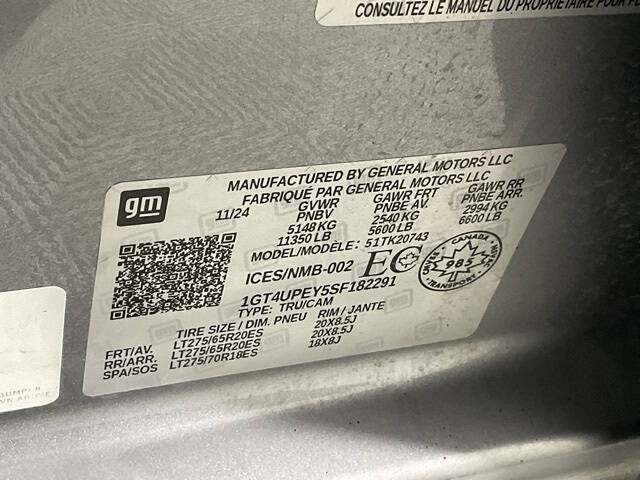 CONSULTEZ LE MANUEL DU PROPRIÉTAIRE POUR
gm
MANUFACTURED BY GENERAL MOTORS LLC
FABRIQUÉ PAR GENERAL MOTORS LLC
11/24 GVWR GAWR FRT GAWR RR
PNBV PNBE AV. PNBE ARR.
5148 KG 2540 KG 2994 KG
11350 LB 5600 LB 6600 LB
MODEL/MODÈLE: 51TK20743
ICES/NMB-002 EC
CANADA
985
TRANSPORT
1GT4UPEY5SF182291
TYPE: TRU/CAM
TIRE SIZE / DIM. PNEU RIM / JANTE
FRT/AV. LT275/65R20ES 20X8.5J
RR/ARR. LT275/65R20ES 20X8.5J
SPA/SOS LT275/70R18ES 18X8J
BUMPER